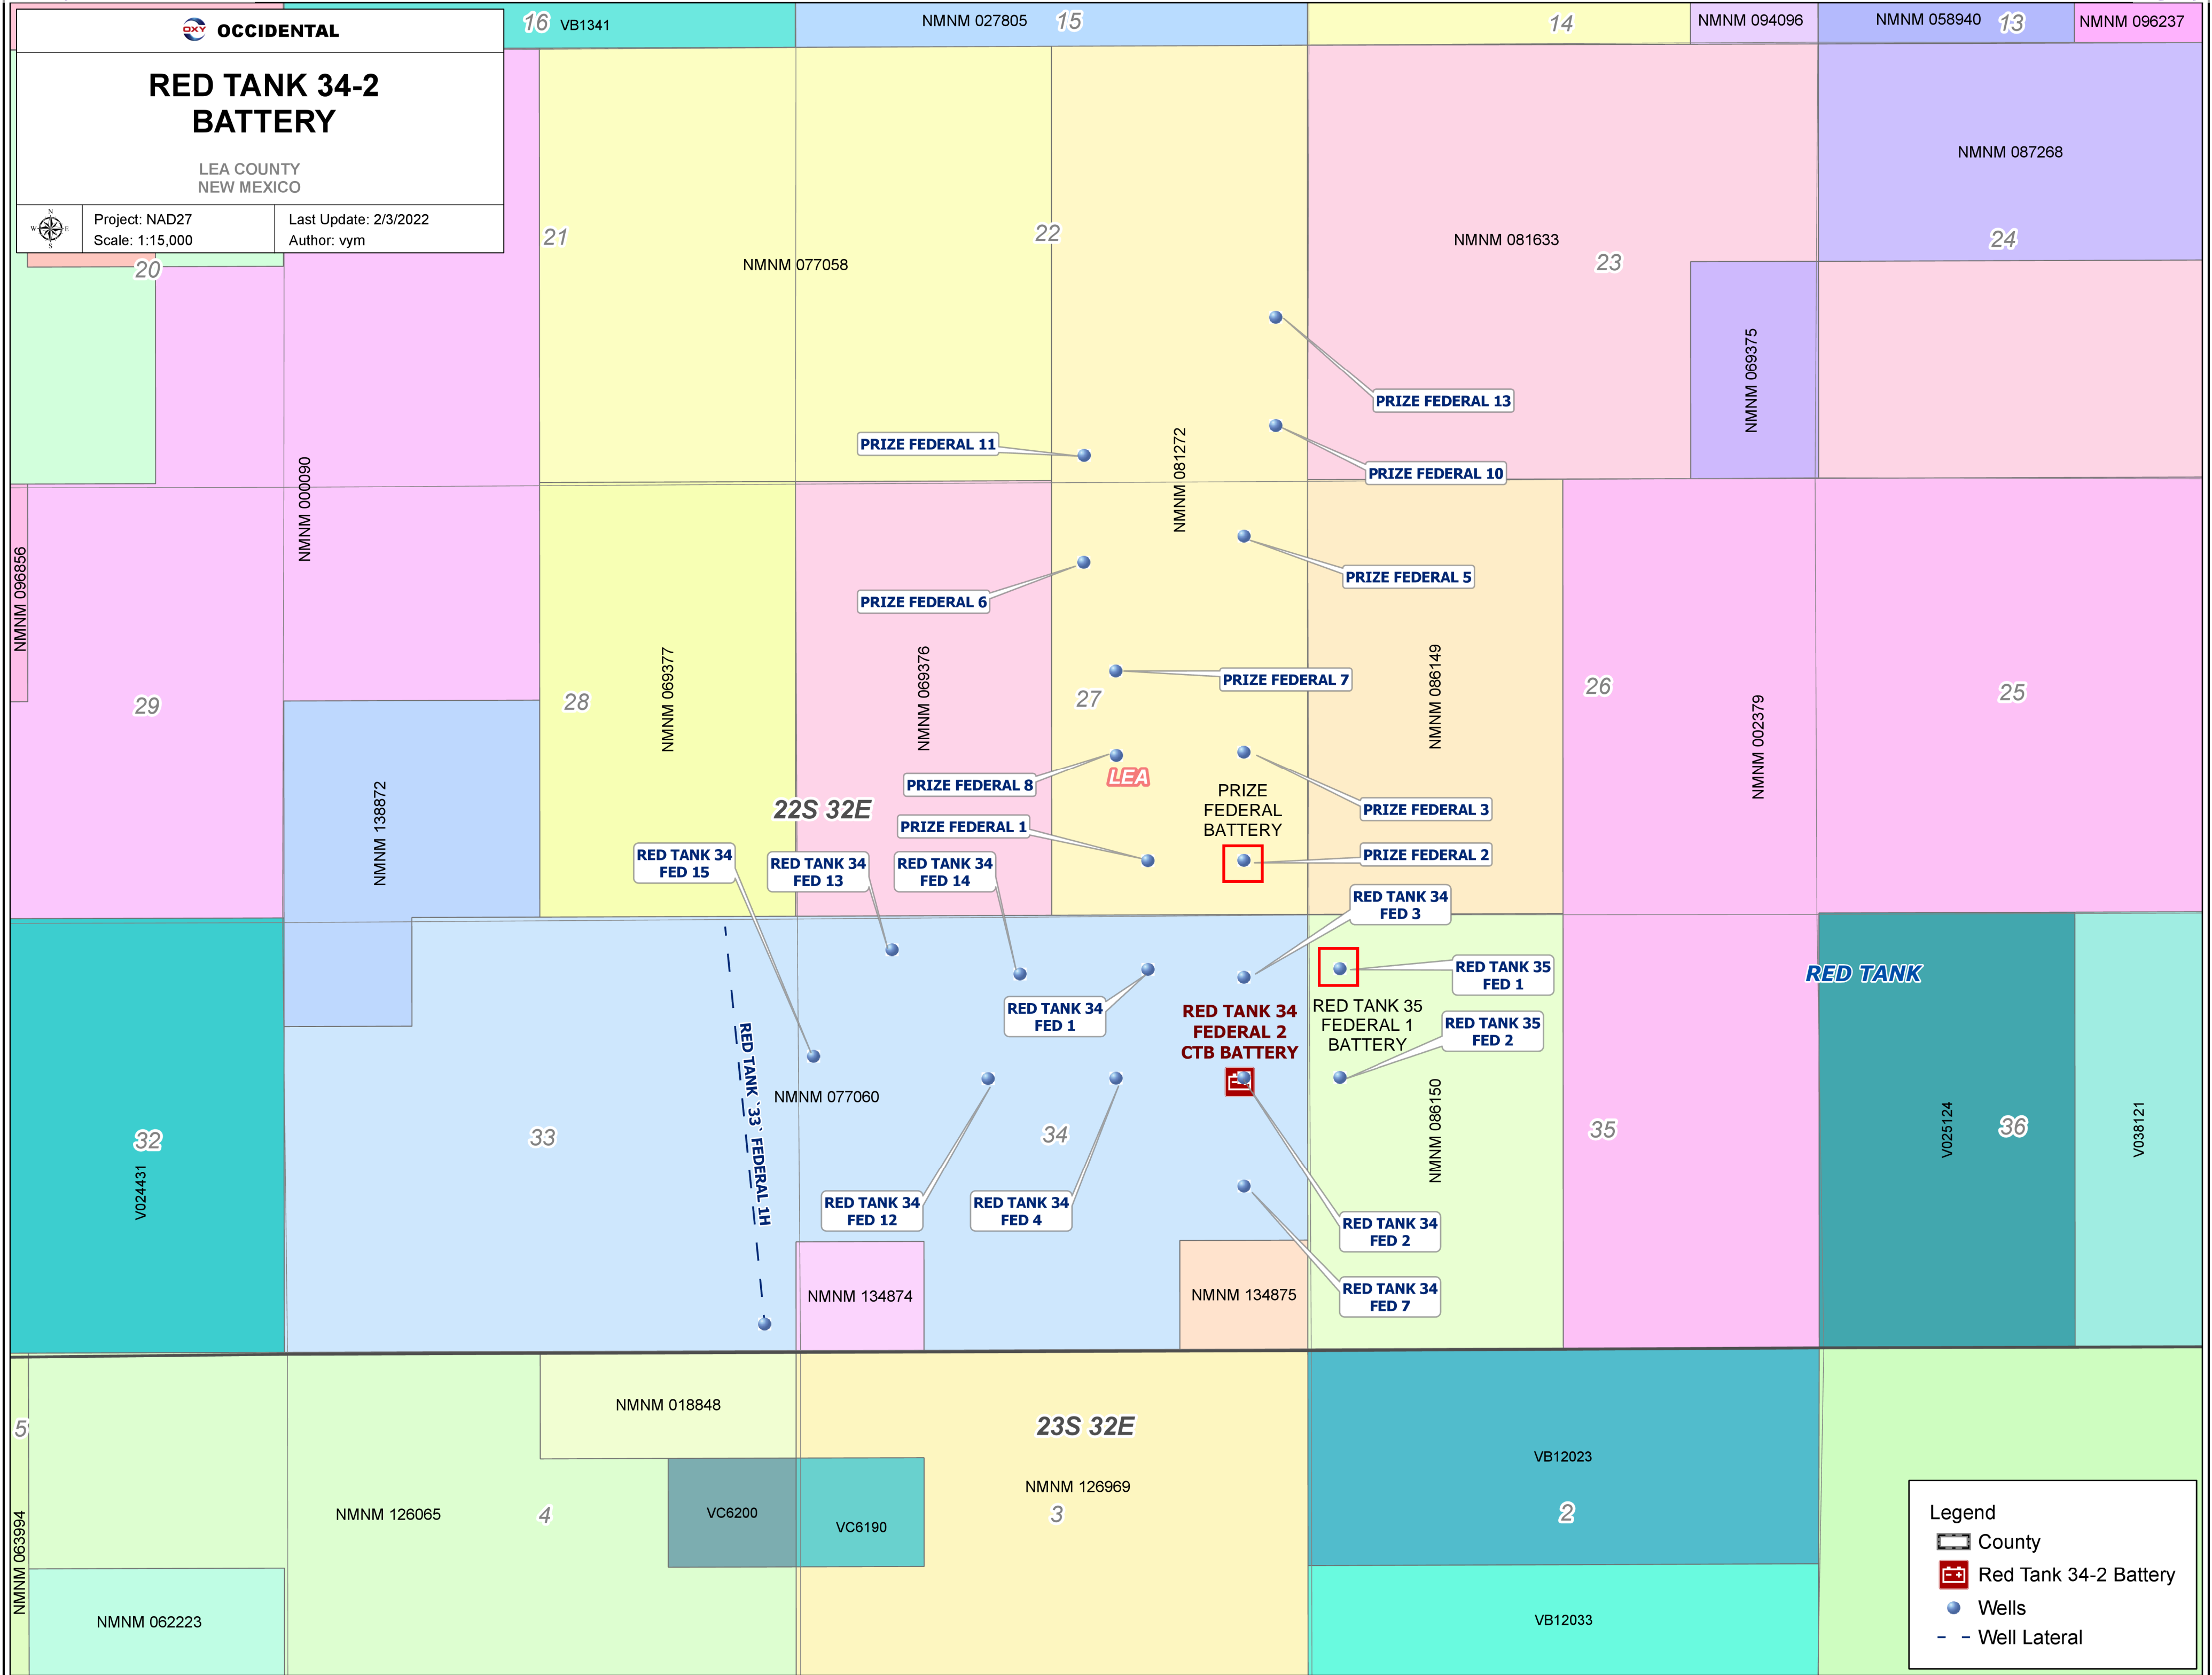 OXY OCCIDENTAL
RED TANK 34-2
BATTERY
LEA COUNTY
NEW MEXICO
N
W E
S
Project: NAD27
Scale: 1:15,000
Last Update: 2/3/2022
Author: vym
16
VB1341
NMNM 027805
15
14
NMNM 094096
NMNM 058940
13
NMNM 096237
NMNM 087268
20
21
22
23
24
NMNM 077058
NMNM 081633
NMNM 069375
NMNM 000090
NMNM 081272
PRIZE FEDERAL 13
PRIZE FEDERAL 11
PRIZE FEDERAL 10
PRIZE FEDERAL 5
PRIZE FEDERAL 6
NMNM 096856
NMNM 069377
NMNM 069376
NMNM 086149
NMNM 002379
PRIZE FEDERAL 7
29
28
27
26
25
LEA
PRIZE FEDERAL 8
NMNM 138872
22S 32E
PRIZE
FEDERAL
BATTERY
PRIZE FEDERAL 3
PRIZE FEDERAL 1
PRIZE FEDERAL 2
RED TANK 34
FED 15
RED TANK 34
FED 13
RED TANK 34
FED 14
RED TANK 34
FED 3
RED TANK 35
FED 1
RED TANK
RED TANK 34
FED 1
RED TANK 34
FEDERAL 2
CTB BATTERY
RED TANK 35
FEDERAL 1
BATTERY
RED TANK 35
FED 2
RED TANK `33` FEDERAL 1H
NMNM 077060
NMNM 086150
32
33
34
35
36
V024431
V025124
V038121
RED TANK 34
FED 12
RED TANK 34
FED 4
RED TANK 34
FED 2
RED TANK 34
FED 7
NMNM 134874
NMNM 134875
5
NMNM 018848
23S 32E
VB12023
NMNM 126969
NMNM 126065
4
VC6200
VC6190
3
2
NMNM 063994
NMNM 062223
VB12033
Legend
County
Red Tank 34-2 Battery
Wells
Well Lateral